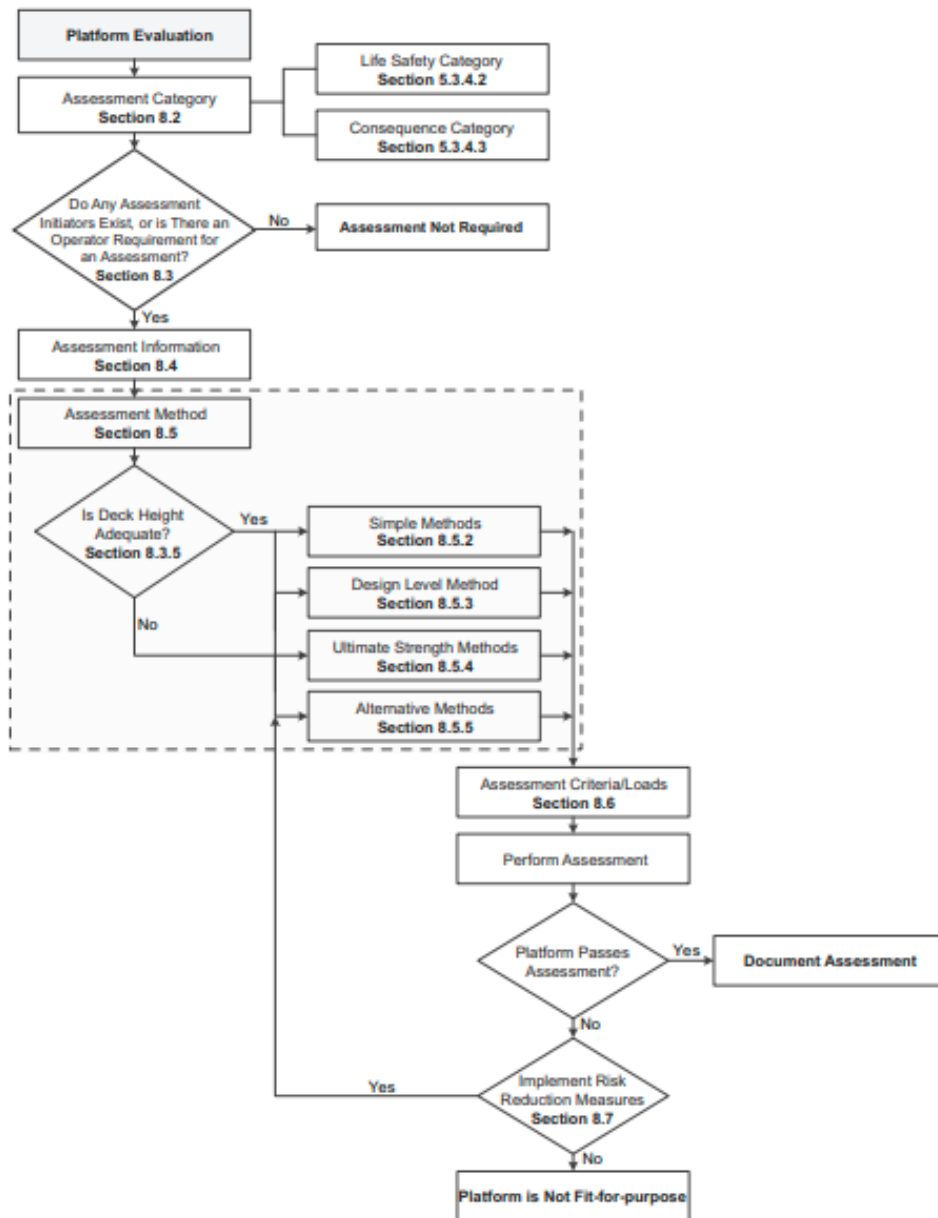 Platform Evaluation
Life Safety Category
Section 5.3.4.2
Assessment Category
Section 8.2
Consequence Category
Section 5.3.4.3
Do Any Assessment
Initiators Exist, or is There an
Operator Requirement for
an Assessment?
Section 8.3
No
Assessment Not Required
Yes
Assessment Information
Section 8.4
Assessment Method
Section 8.5
Is Deck Height
Adequate?
Section 8.3.5
Yes
Simple Methods
Section 8.5.2
Design Level Method
Section 8.5.3
No
Ultimate Strength Methods
Section 8.5.4
Alternative Methods
Section 8.5.5
Assessment Criteria/Loads
Section 8.6
Perform Assessment
Platform Passes
Assessment?
Yes
Document Assessment
No
Implement Risk
Reduction Measures
Section 8.7
Yes
No
Platform is Not Fit-for-purpose